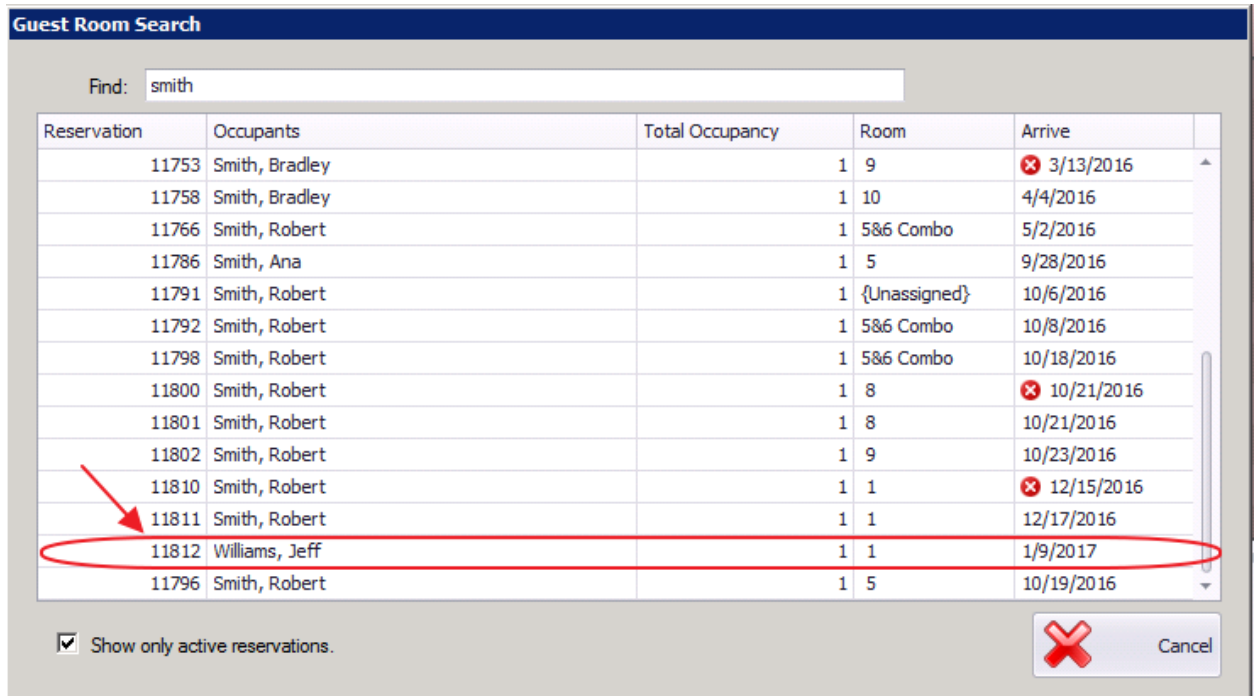 Guest Room Search
Find: smith
Reservation Occupants Total Occupancy Room Arrive
11753 Smith, Bradley 1 9 3/13/2016
11758 Smith, Bradley 1 10 4/4/2016
11766 Smith, Robert 1 5&6 Combo 5/2/2016
11786 Smith, Ana 1 5 9/28/2016
11791 Smith, Robert 1 {Unassigned} 10/6/2016
11792 Smith, Robert 1 5&6 Combo 10/8/2016
11798 Smith, Robert 1 5&6 Combo 10/18/2016
11800 Smith, Robert 1 8 10/21/2016
11801 Smith, Robert 1 8 10/21/2016
11802 Smith, Robert 1 9 10/23/2016
11810 Smith, Robert 1 1 12/15/2016
11811 Smith, Robert 1 1 12/17/2016
11812 Williams, Jeff 1 1 1/9/2017
11796 Smith, Robert 1 5 10/19/2016
Show only active reservations. Cancel